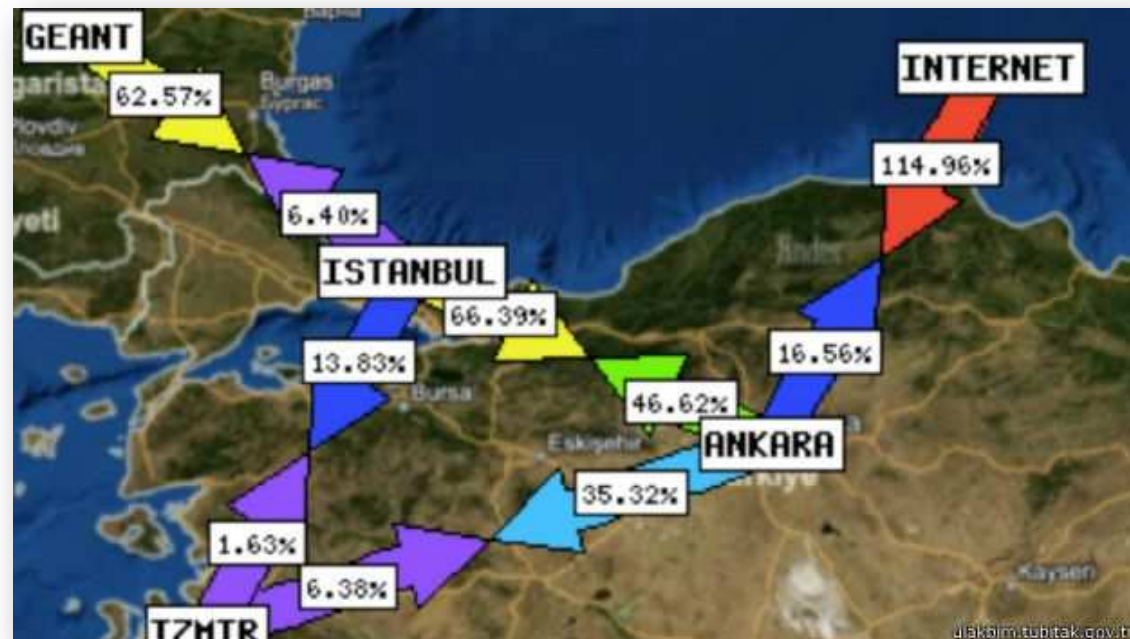 GEANT
INTERNET
62.57%
Burgas
Бургас
114.96%
6.40%
ISTANBUL
66.39%
13.83%
16.56%
Bursa
46.62%
ANKARA
Eskişehir
35.32%
1.63%
6.38%
Kayseri
IZMIR
ulakbim.tubitak.gov.t